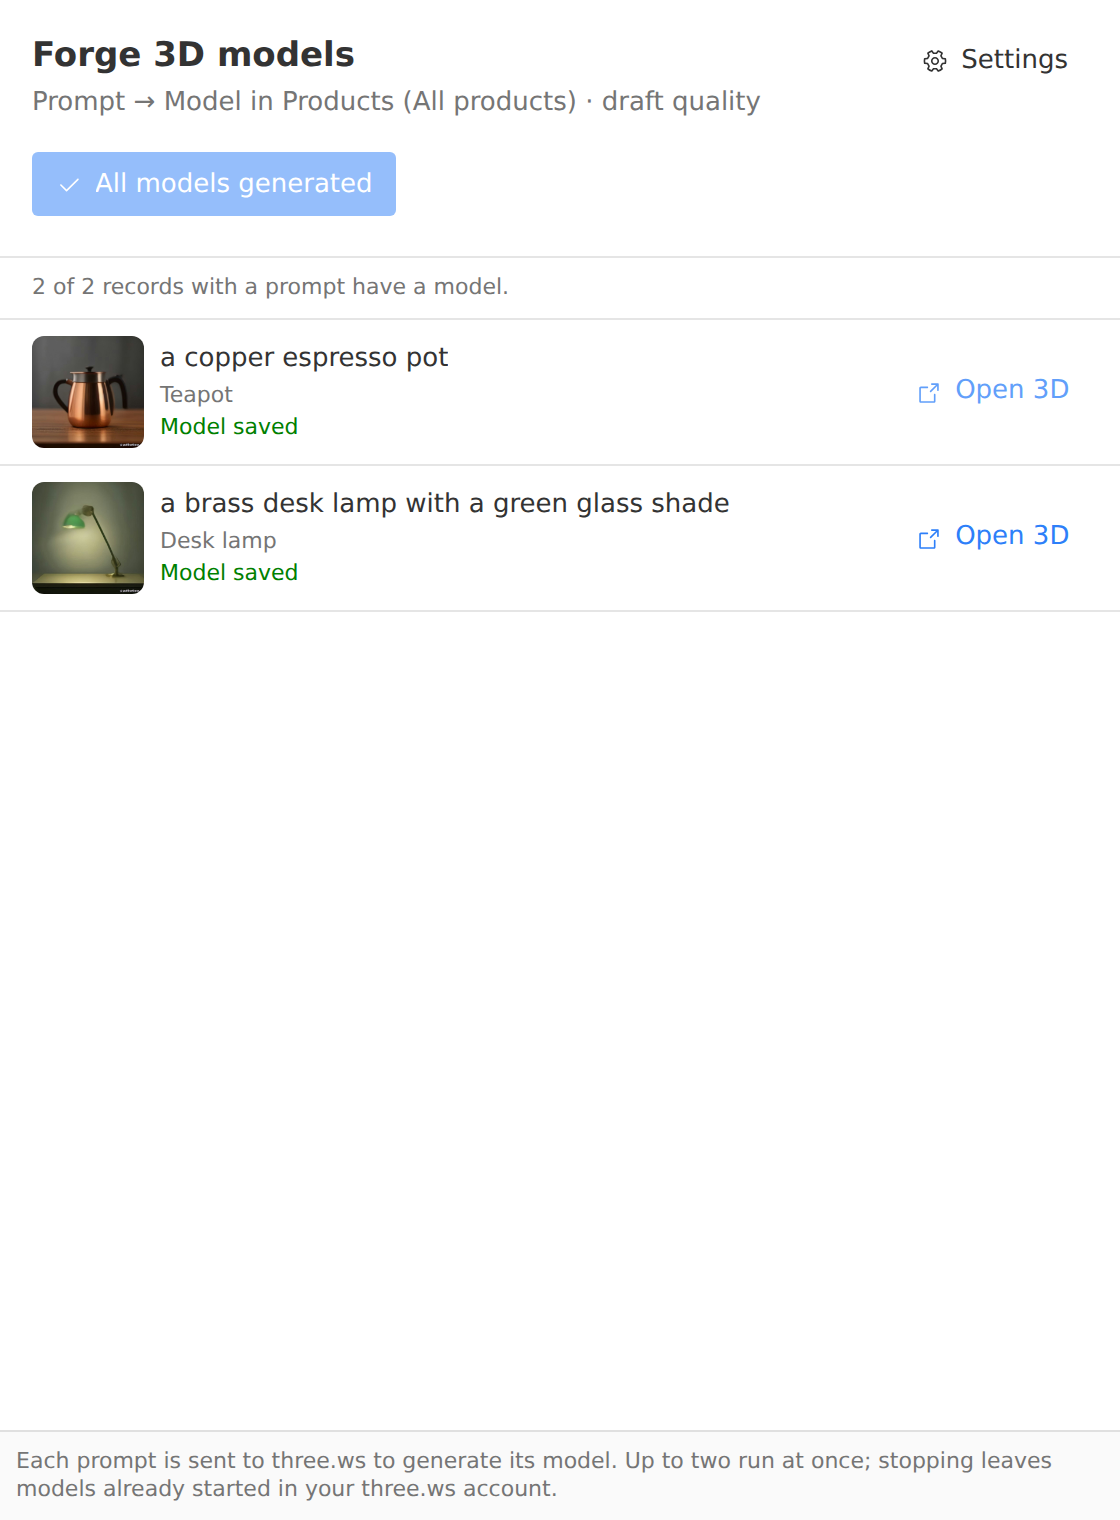 Forge 3D models
Settings
Prompt → Model in Products (All products) · draft quality
All models generated
2 of 2 records with a prompt have a model.
a copper espresso pot
Teapot
Model saved
Open 3D
a brass desk lamp with a green glass shade
Desk lamp
Model saved
Open 3D
Each prompt is sent to three.ws to generate its model. Up to two run at once; stopping leaves
models already started in your three.ws account.